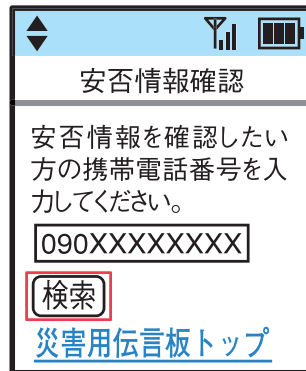 安否情報確認
安否情報を確認したい
方の携帯電話番号を入
力してください。
090XXXXXXXX
検索
災害用伝言板トップ